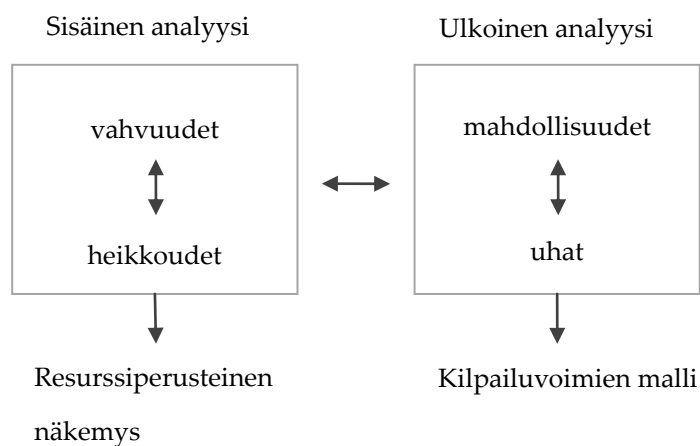 Sisäinen analyysi
vahvuudet
heikkoudet
Resurssiperusteinen
näkemys
Ulkoinen analyysi
mahdollisuudet
uhat
Kilpailuvoimien malli